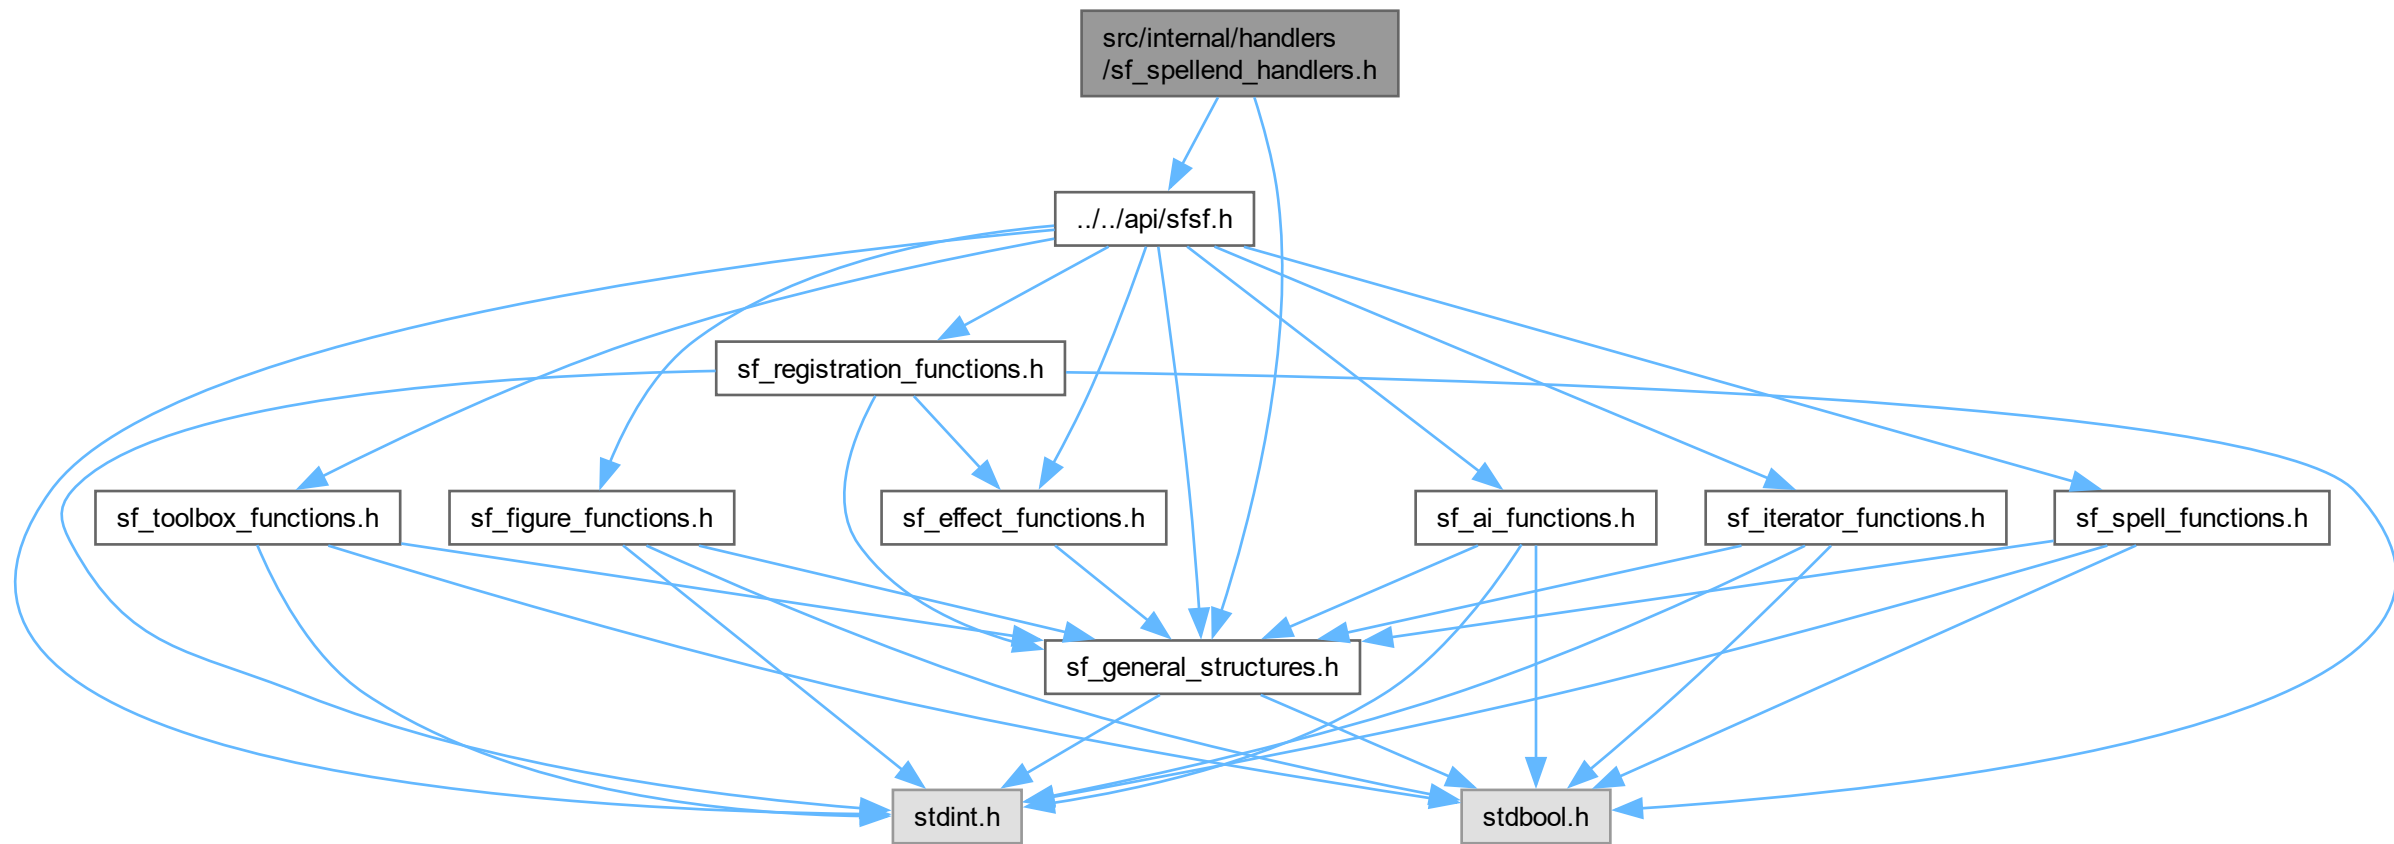 src/internal/handlers
/sf_spellend_handlers.h
../../api/sfsf.h
sf_registration_functions.h
sf_toolbox_functions.h
sf_figure_functions.h
sf_effect_functions.h
sf_ai_functions.h
sf_iterator_functions.h
sf_spell_functions.h
sf_general_structures.h
stdint.h
stdbool.h